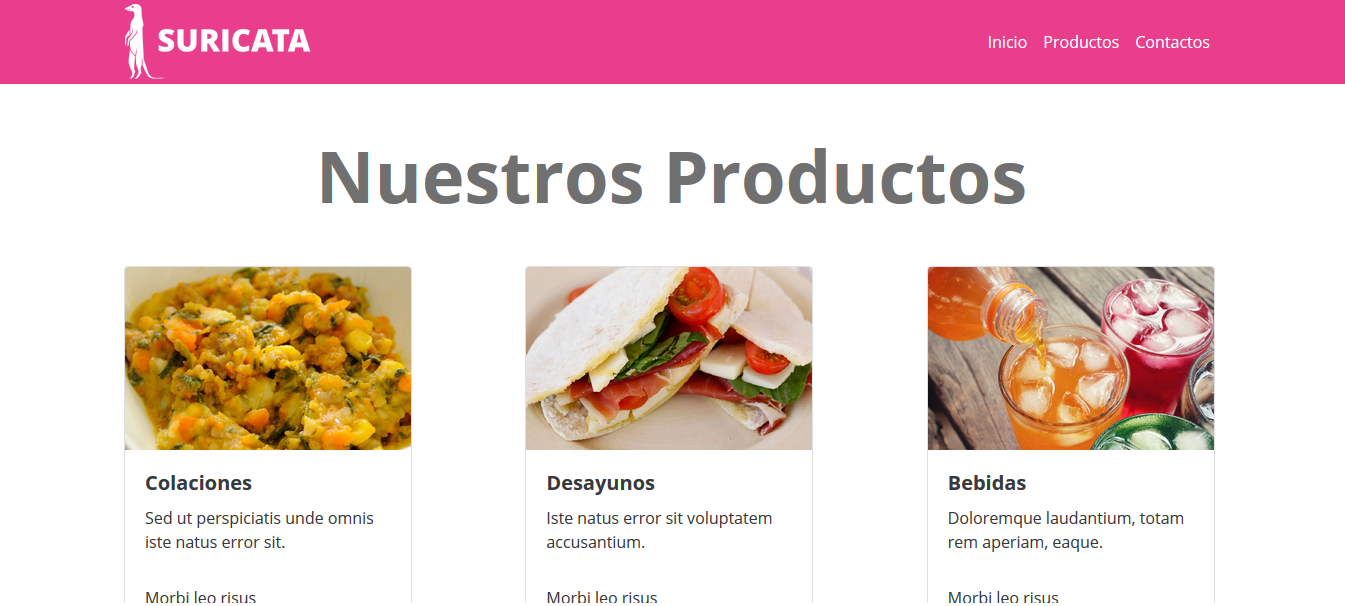 SURICATA
Inicio Productos Contactos
Nuestros Productos
Colaciones
Sed ut perspiciatis unde omnis
iste natus error sit.
Morbi leo risus
Desayunos
Iste natus error sit voluptatem
accusantium.
Morbi leo risus
Bebidas
Doloremque laudantium, totam
rem aperiam, eaque.
Morbi leo risus